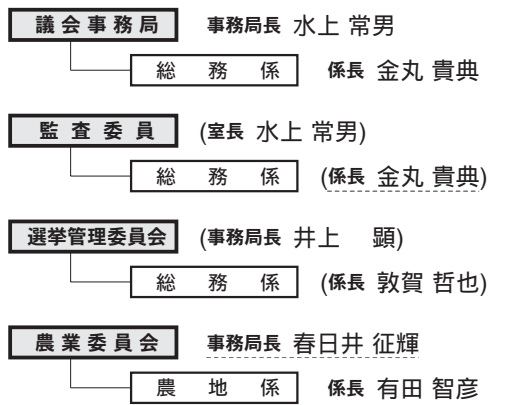 議会事務局 事務局長 水上 常男
総務係 係長 金丸 貴典
監査委員 (室長 水上 常男)
総務係 (係長 金丸 貴典)
選挙管理委員会 (事務局長 井上 顕)
総務係 (係長 敦賀 哲也)
農業委員会 事務局長 春日井 征輝
農地係 係長 有田 智彦